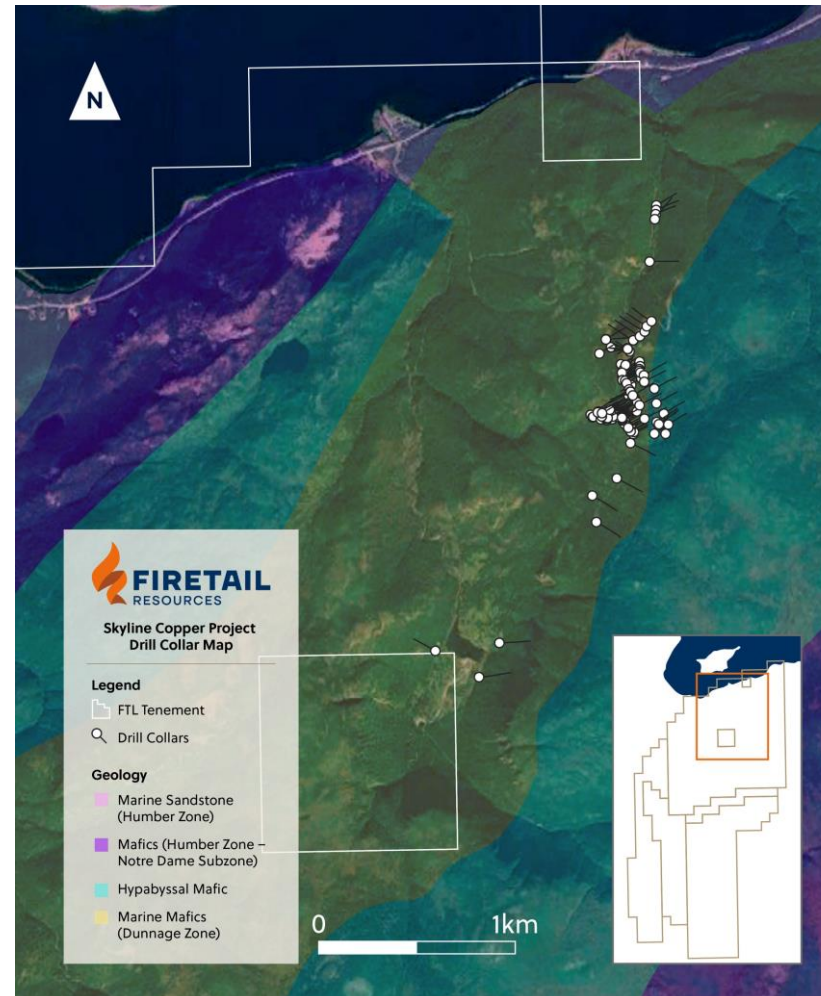 N
FIRETAIL
RESOURCES
Skyline Copper Project
Drill Collar Map
Legend
FTL Tenement
Drill Collars
Geology
Marine Sandstone
(Humber Zone)
Mafics (Humber Zone –
Notre Dame Subzone)
Hypabyssal Mafic
Marine Mafics
(Dunnage Zone)
0 1km